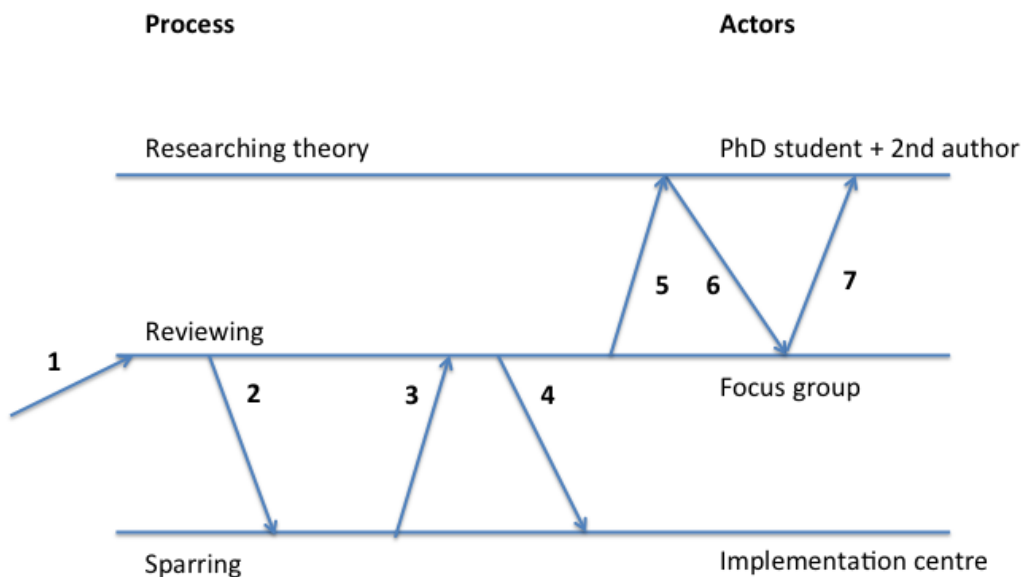 Process
Actors
Researching theory
PhD student + 2nd author
5
6
7
Reviewing
1
2
3
4
Focus group
Sparring
Implementation centre